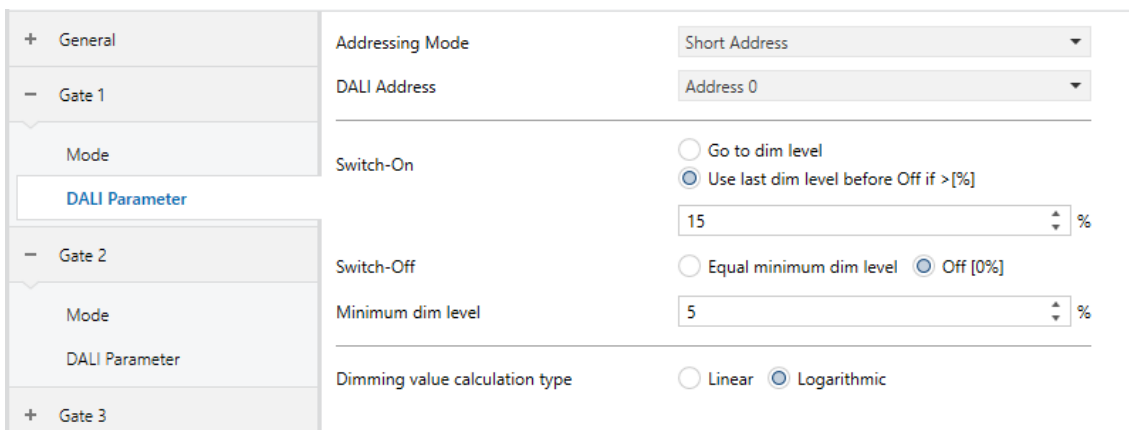 + General
− Gate 1
Mode
DALI Parameter
− Gate 2
Mode
DALI Parameter
+ Gate 3
Addressing Mode Short Address
DALI Address Address 0
Switch-On Go to dim level
Use last dim level before Off if >[%]
15 %
Switch-Off Equal minimum dim level Off [0%]
Minimum dim level 5 %
Dimming value calculation type Linear Logarithmic